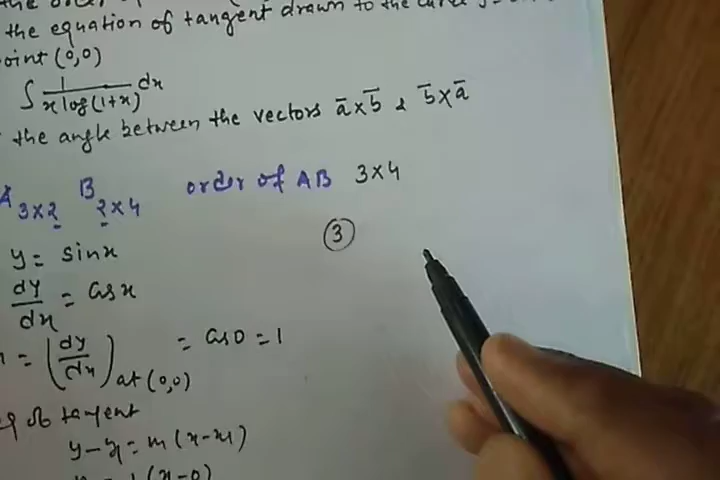 the equation of tangent drawn to the curve
point (0,0)
∫ 1/(x log(1+x)) dx
the angle between the vectors a̅×b̅ & b̅×a̅
A 3×2 B 2×4 order of AB 3×4
③
y = sinx
dy/dx = cosx
= (dy/dx) at (0,0) = cos0 = 1
of tangent
y-y1 = m(x-x1)
(x-0)